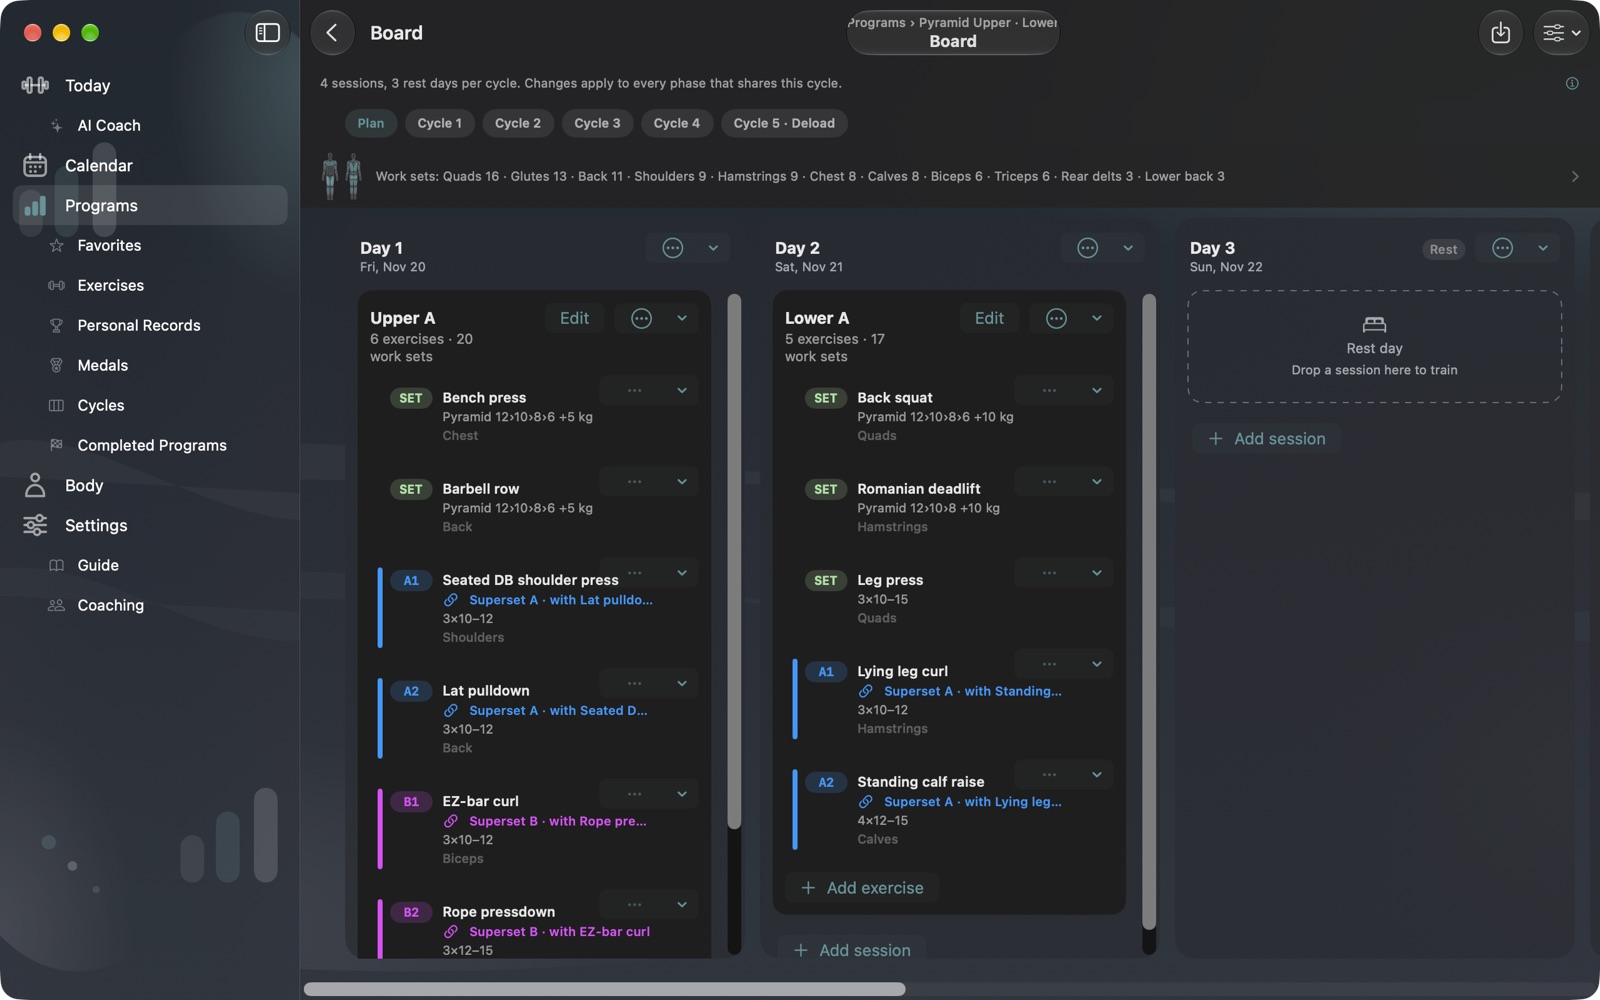 Today
AI Coach
Calendar
Programs
Favorites
Exercises
Personal Records
Medals
Cycles
Completed Programs
Body
Settings
Guide
Coaching
Board
Programs › Pyramid Upper · Lower
Board
4 sessions, 3 rest days per cycle. Changes apply to every phase that shares this cycle.
Plan
Cycle 1
Cycle 2
Cycle 3
Cycle 4
Cycle 5 · Deload
Work sets: Quads 16 · Glutes 13 · Back 11 · Shoulders 9 · Hamstrings 9 · Chest 8 · Calves 8 · Biceps 6 · Triceps 6 · Rear delts 3 · Lower back 3
Day 1
Fri, Nov 20
Upper A
Edit
6 exercises · 20
work sets
SET
Bench press
Pyramid 12›10›8›6 +5 kg
Chest
SET
Barbell row
Pyramid 12›10›8›6 +5 kg
Back
A1
Seated DB shoulder press
Superset A · with Lat pulldo...
3×10–12
Shoulders
A2
Lat pulldown
Superset A · with Seated D...
3×10–12
Back
B1
EZ-bar curl
Superset B · with Rope pre...
3×10–12
Biceps
B2
Rope pressdown
Superset B · with EZ-bar curl
3×12–15
Day 2
Sat, Nov 21
Lower A
Edit
5 exercises · 17
work sets
SET
Back squat
Pyramid 12›10›8›6 +10 kg
Quads
SET
Romanian deadlift
Pyramid 12›10›8 +10 kg
Hamstrings
SET
Leg press
3×10–15
Quads
A1
Lying leg curl
Superset A · with Standing...
3×10–12
Hamstrings
A2
Standing calf raise
Superset A · with Lying leg...
4×12–15
Calves
+ Add exercise
+ Add session
Day 3
Sun, Nov 22
Rest
Rest day
Drop a session here to train
+ Add session